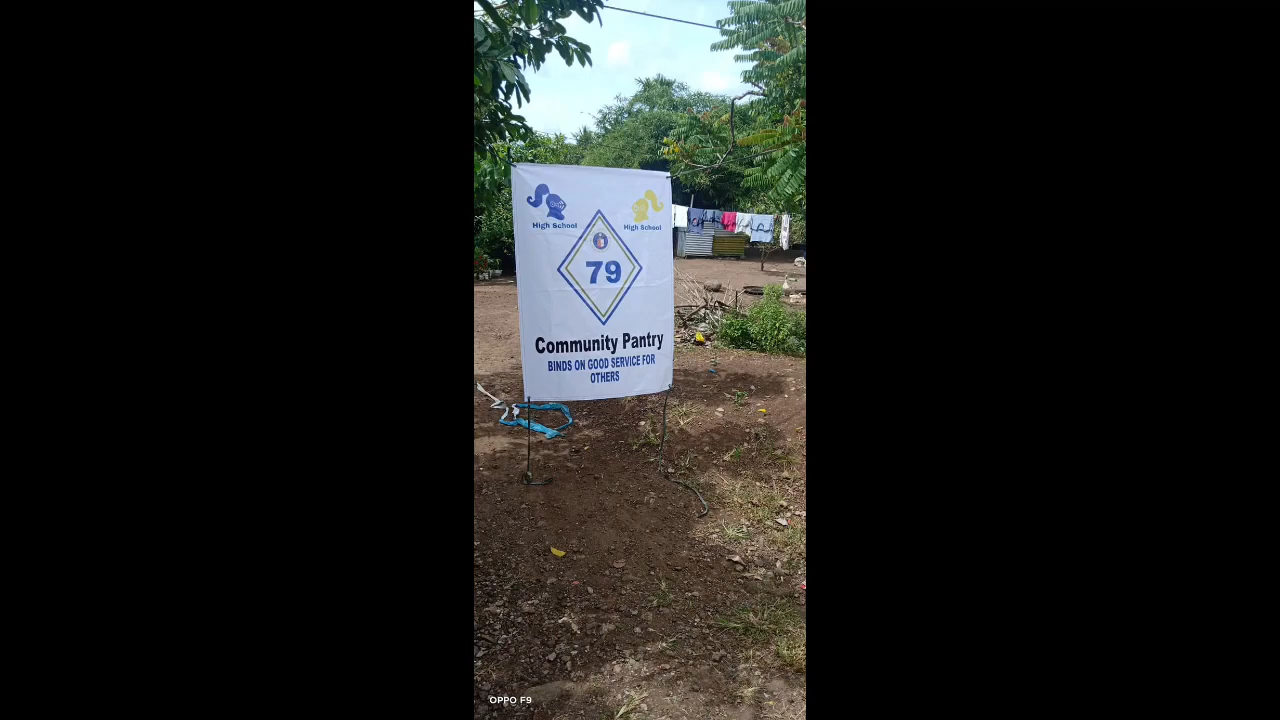 High School
High School
79
Community Pantry
BINDS ON GOOD SERVICE FOR
OTHERS
OPPO F9